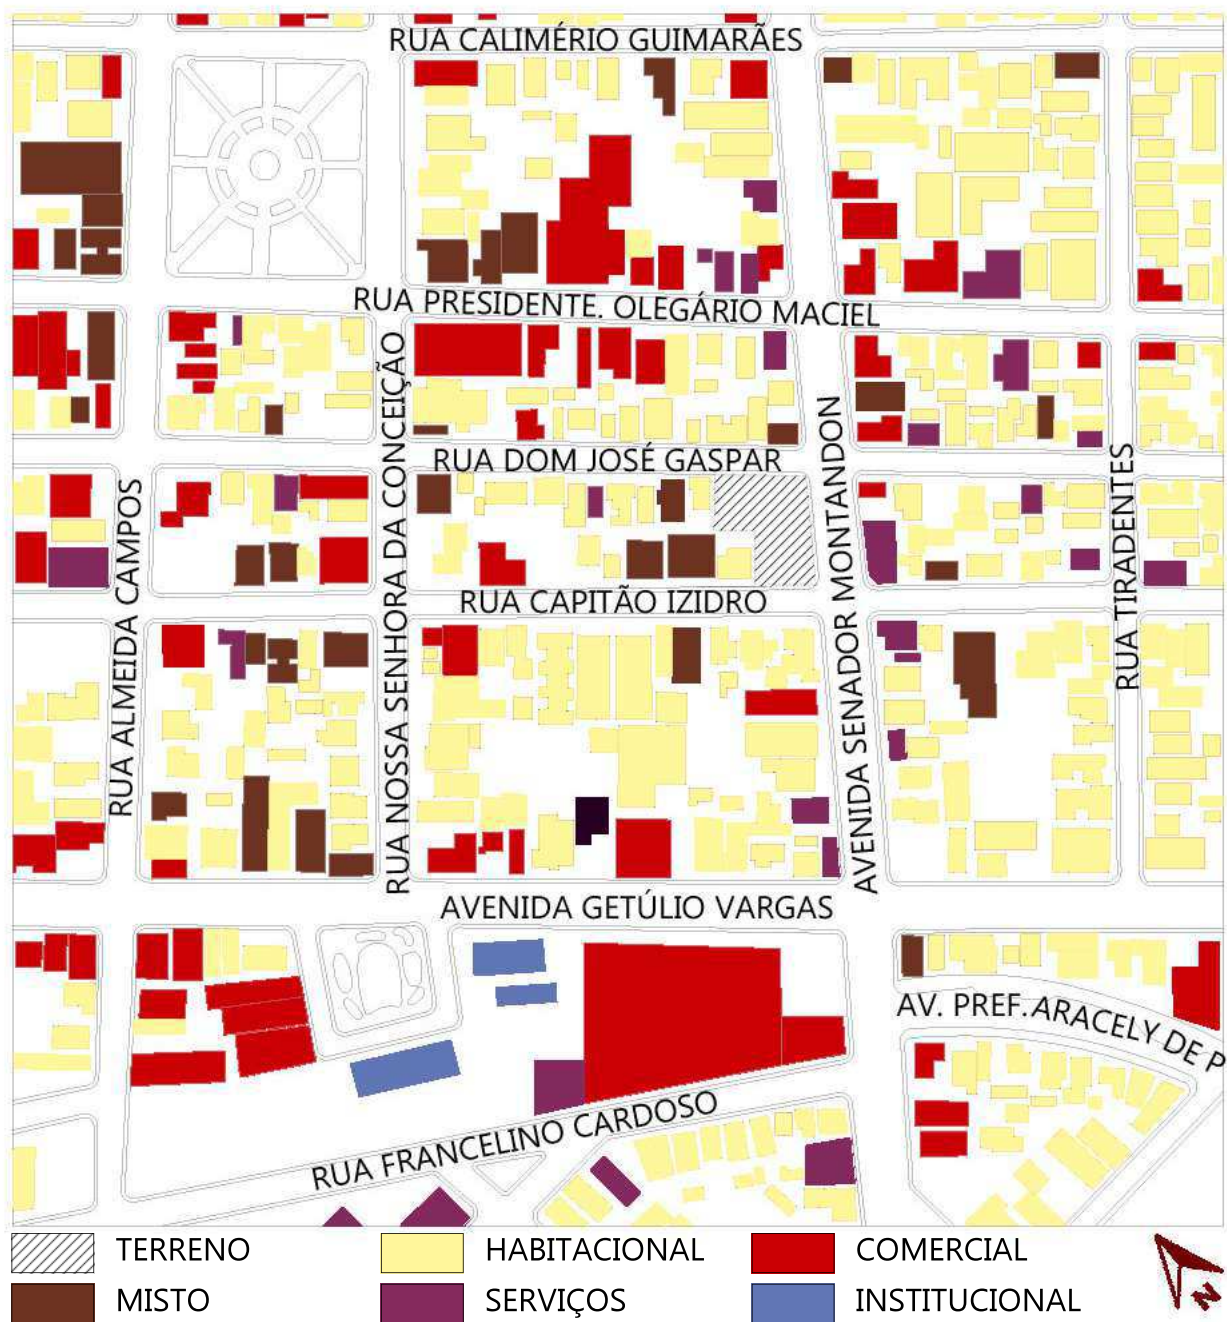 RUA CALIMÉRIO GUIMARÃES
RUA PRESIDENTE. OLEGÁRIO MACIEL
RUA DOM JOSÉ GASPAR
RUA CAPITÃO IZIDRO
RUA ALMEIDA CAMPOS
RUA NOSSA SENHORA DA CONCEIÇÃO
AVENIDA SENADOR MONTANDON
RUA TIRADENTES
AVENIDA GETÚLIO VARGAS
AV. PREF.ARACELY DE P
RUA FRANCELINO CARDOSO
TERRENO
HABITACIONAL
COMERCIAL
MISTO
SERVIÇOS
INSTITUCIONAL
N